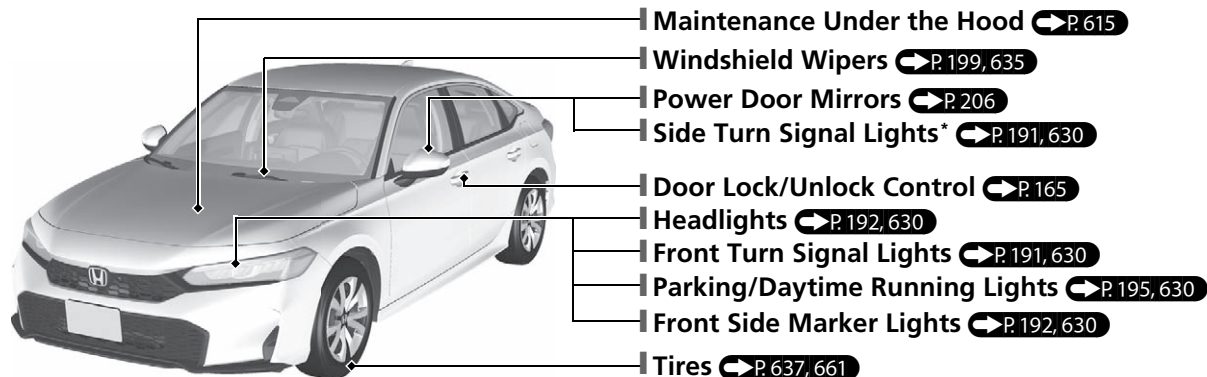 Maintenance Under the Hood P. 615
Windshield Wipers P. 199, 635
Power Door Mirrors P. 206
Side Turn Signal Lights* P. 191, 630
Door Lock/Unlock Control P. 165
Headlights P. 192, 630
Front Turn Signal Lights P. 191, 630
Parking/Daytime Running Lights P. 195, 630
Front Side Marker Lights P. 192, 630
Tires P. 637, 661